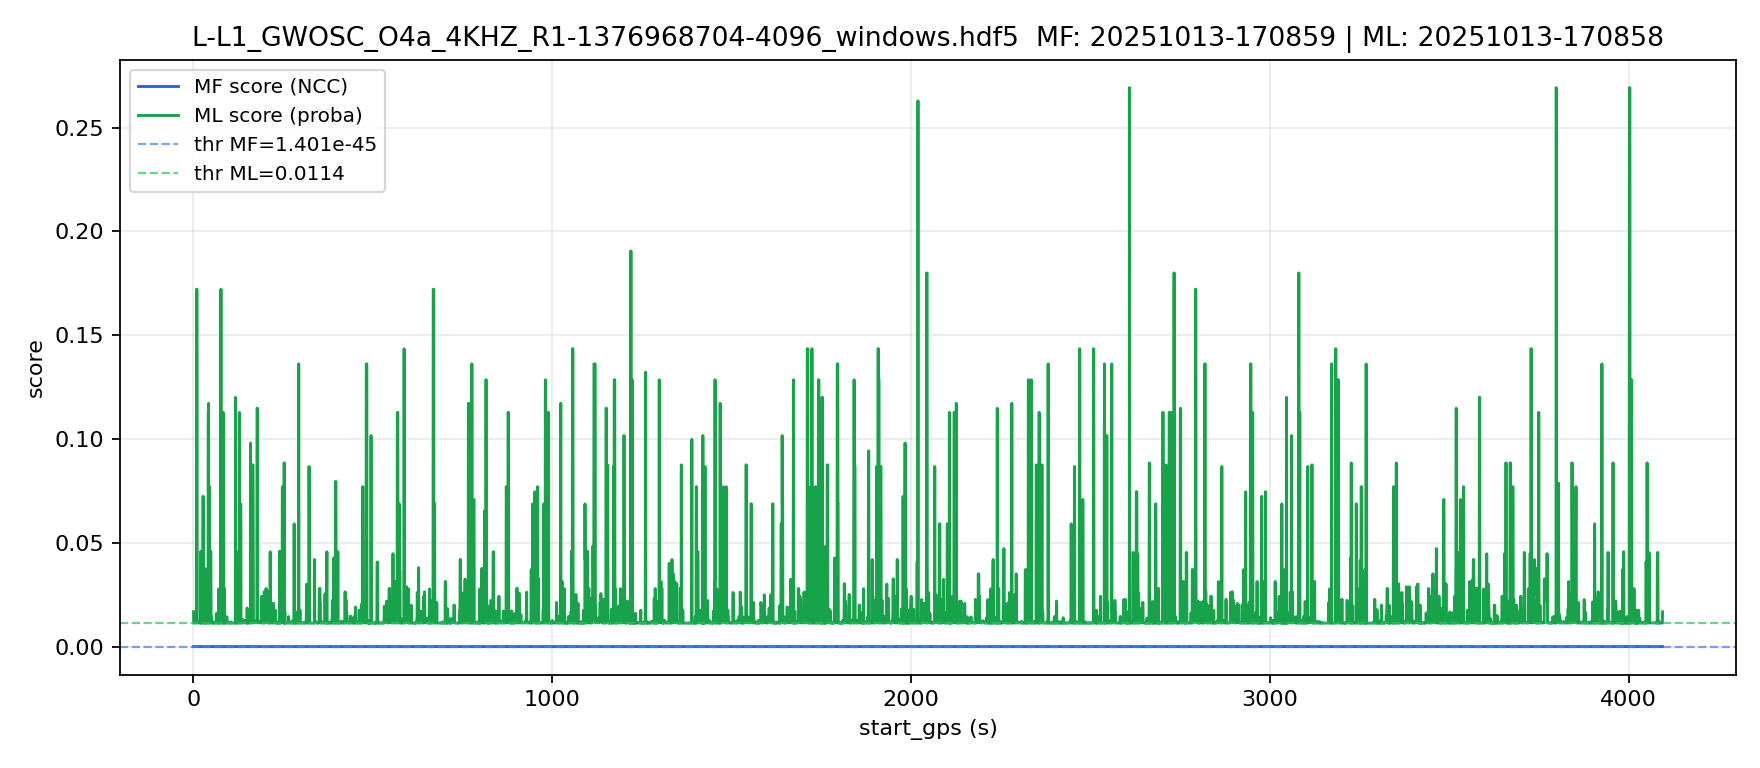 L-L1_GWOSC_O4a_4KHZ_R1-1376968704-4096_windows.hdf5  MF: 20251013-170859 | ML: 20251013-170858
MF score (NCC)
ML score (proba)
thr MF=1.401e-45
thr ML=0.0114
0.25
0.20
0.15
0.10
0.05
0.00
score
0
1000
2000
3000
4000
start_gps (s)